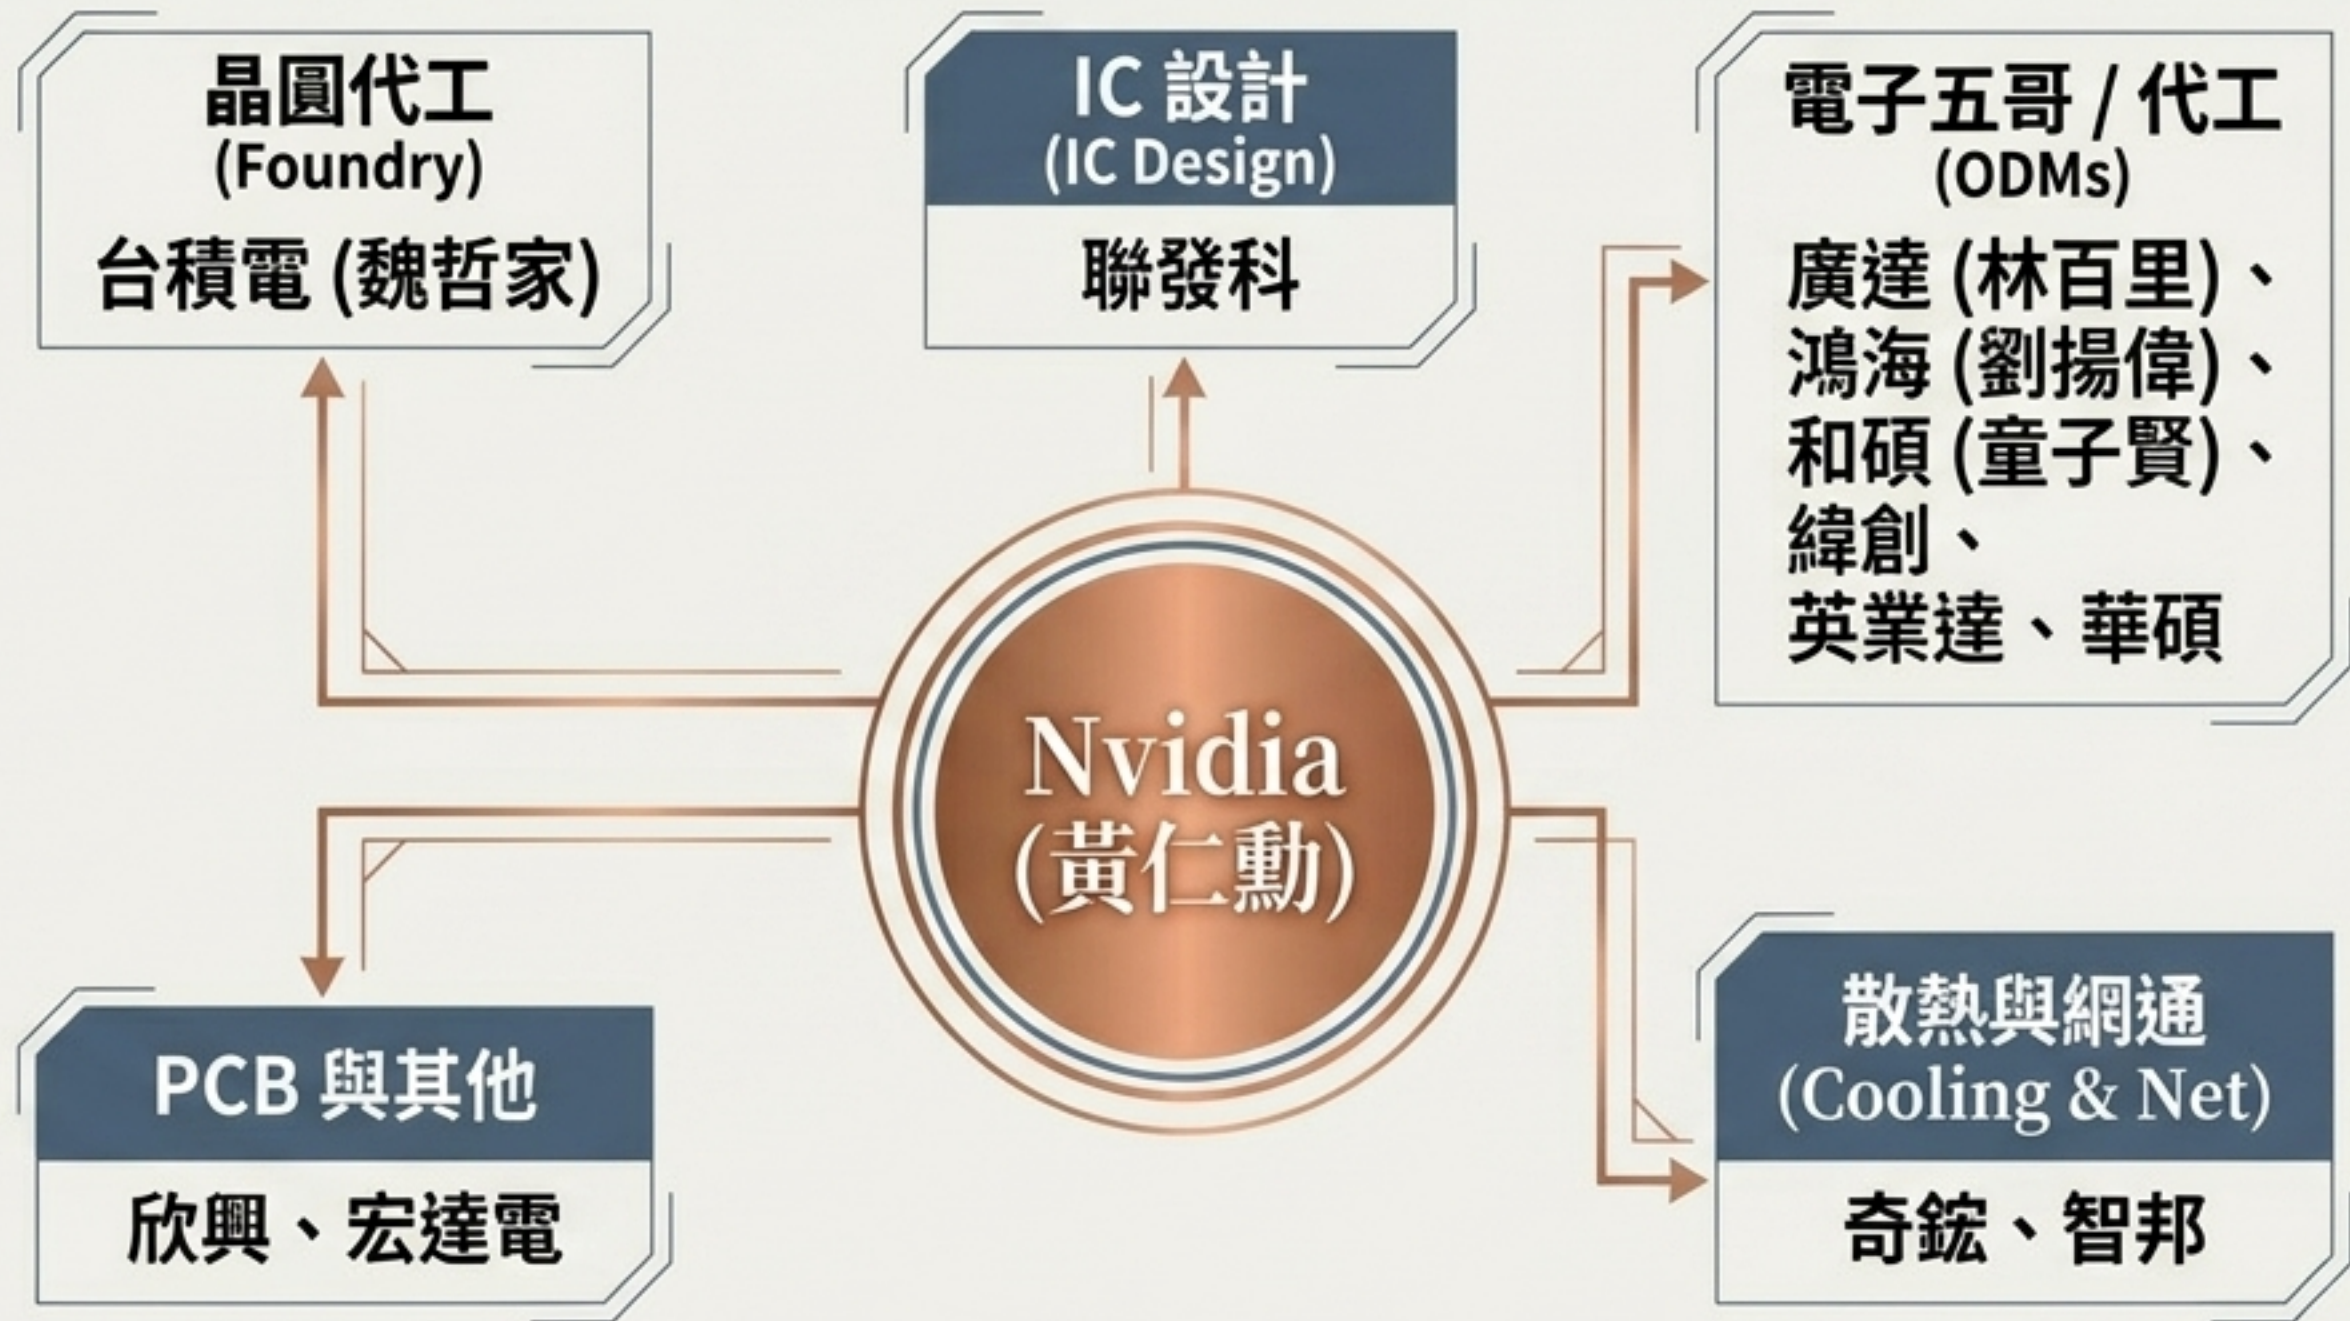 晶圓代工
(Foundry)
台積電 (魏哲家)
IC 設計
(IC Design)
聯發科
電子五哥 / 代工
(ODMs)
廣達 (林百里)、
鴻海 (劉揚偉)、
和碩 (童子賢)、
緯創、
英業達、華碩
Nvidia
(黃仁勳)
PCB 與其他
欣興、宏達電
散熱與網通
(Cooling & Net)
奇鋐、智邦